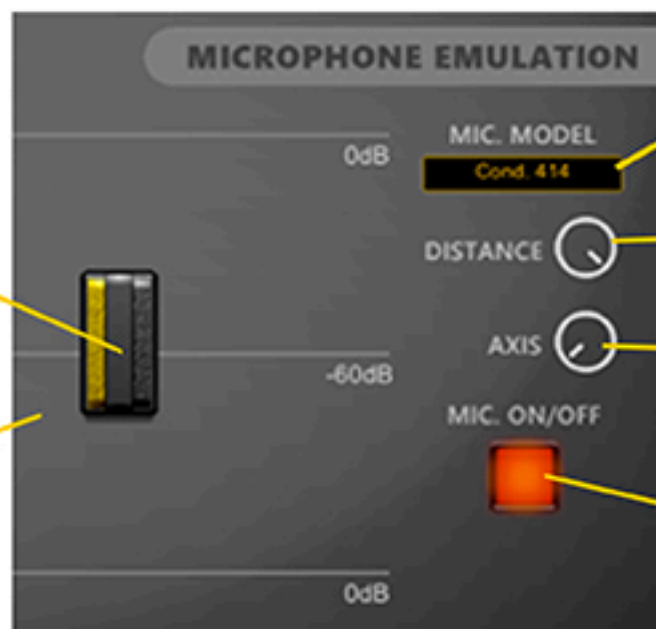 MICROPHONE EMULATION
0dB
MIC. MODEL
Cond. 414
DISTANCE
AXIS
-60dB
MIC. ON/OFF
0dB